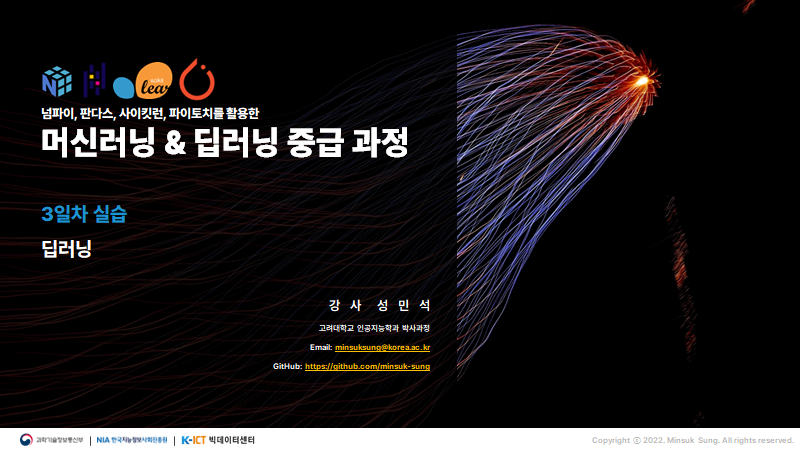 넘파이, 판다스, 사이킷런, 파이토치를 활용한
머신러닝 & 딥러닝 중급 과정
3일차 실습
딥러닝
강 사 성 민 석
고려대학교 인공지능학과 박사과정
Email: minsuksung@korea.ac.kr
GitHub: https://github.com/minsuk-sung
과학기술정보통신부 | NIA 한국지능정보사회진흥원 | K-ICT 빅데이터센터
Copyright ⓒ 2022. Minsuk Sung. All rights reserved.